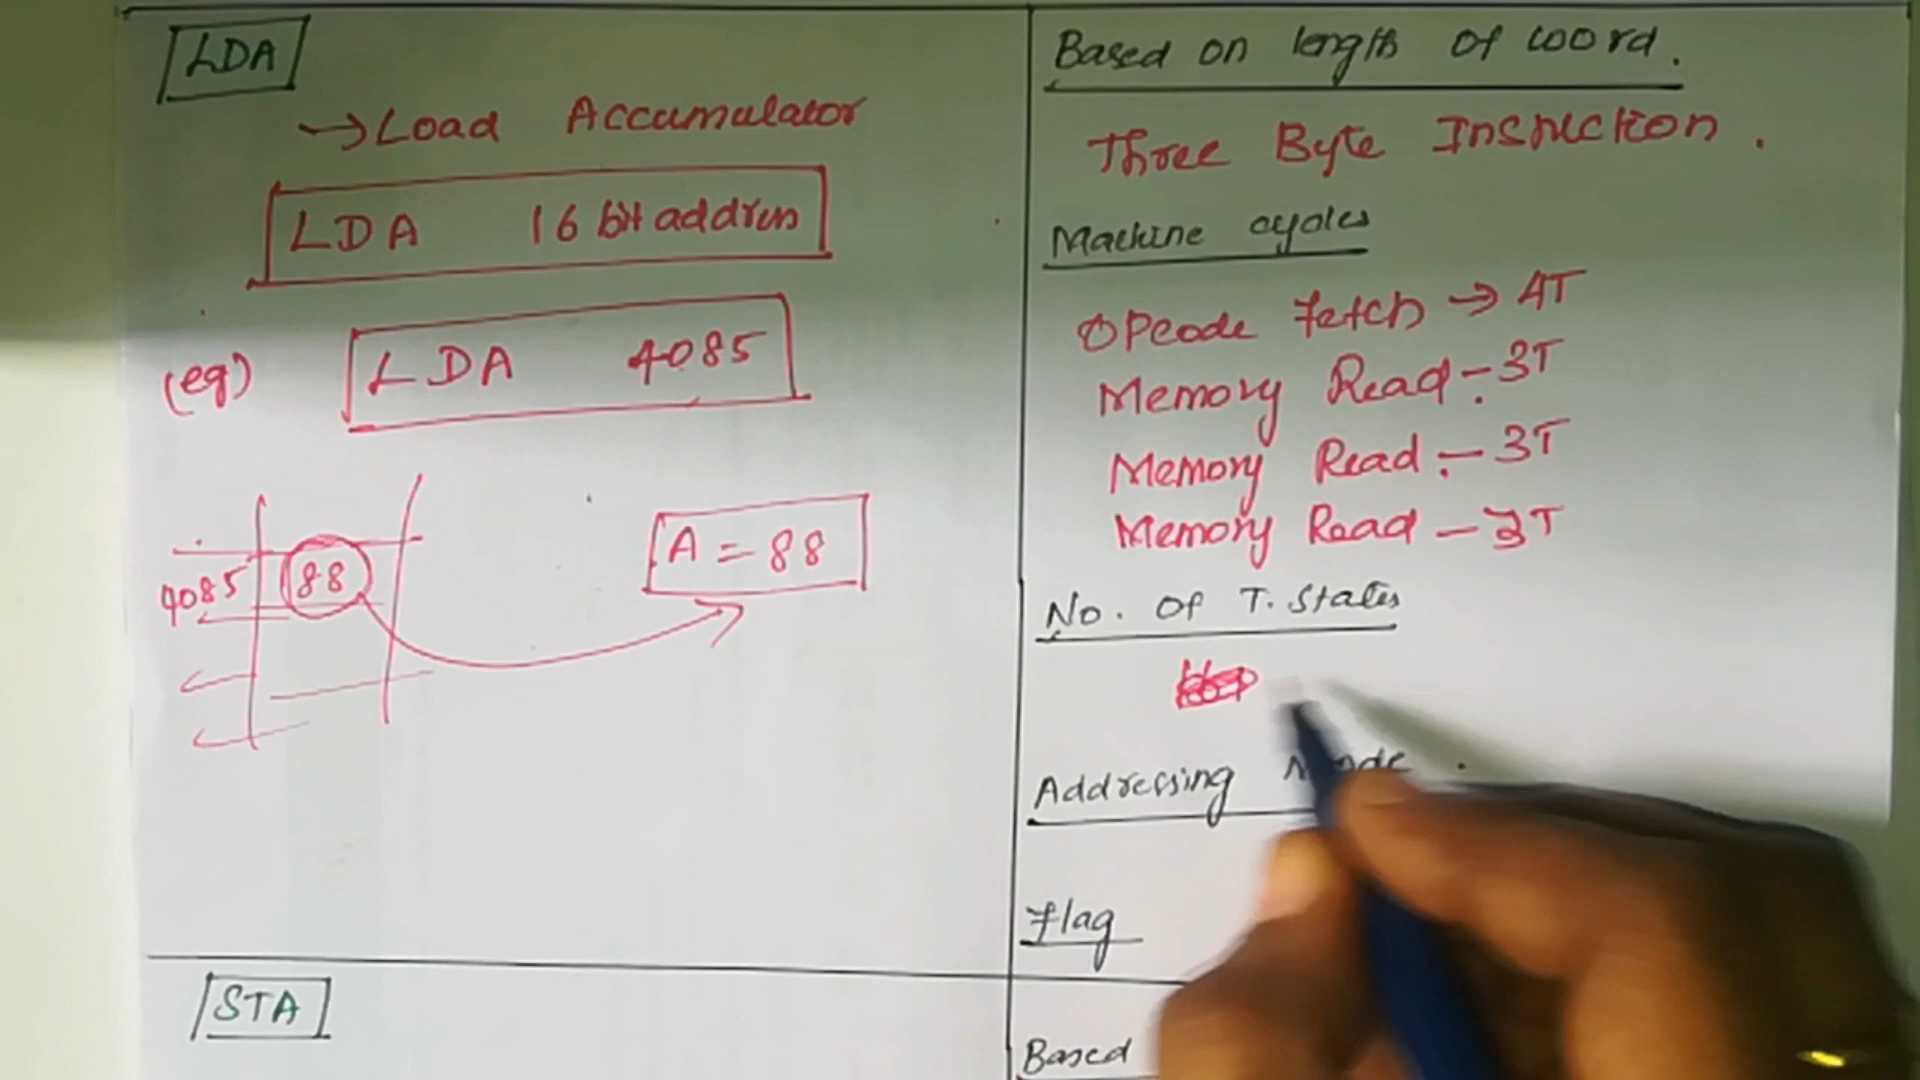 LDA
→ Load Accumulator
LDA 16 bit address
(eg) LDA 4085
4085 88
A = 88
STA
Based on length of word.
Three Byte Instruction.
Machine cycles
Opcode fetch → 4T
Memory Read - 3T
Memory Read - 3T
Memory Read - 3T
No. of T. States
Addressing Mode.
Flag
Based